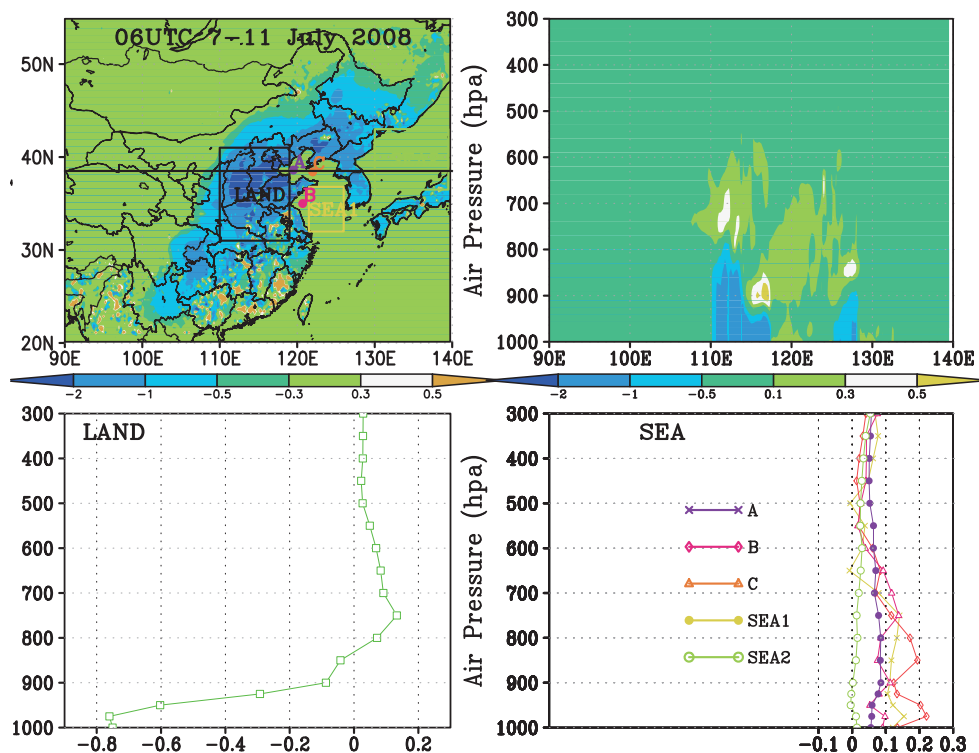 06UTC 7-11 July 2008
50N
40N
30N
20N
A
C
LAND
B
SEA1
90E 100E 110E 120E 130E 140E
-2 -1 -0.5 -0.3 0.3 0.5
Air Pressure (hpa)
300
400
500
600
700
800
900
1000
90E 100E 110E 120E 130E 140E
-2 -1 -0.5 0.1 0.3 0.5
LAND
300
400
500
600
700
800
900
1000
-0.8 -0.6 -0.4 -0.2 0 0.2
Air Pressure (hpa)
SEA
300
400
500
600
700
800
900
1000
A
B
C
SEA1
SEA2
-0.1 0 0.1 0.2 0.3